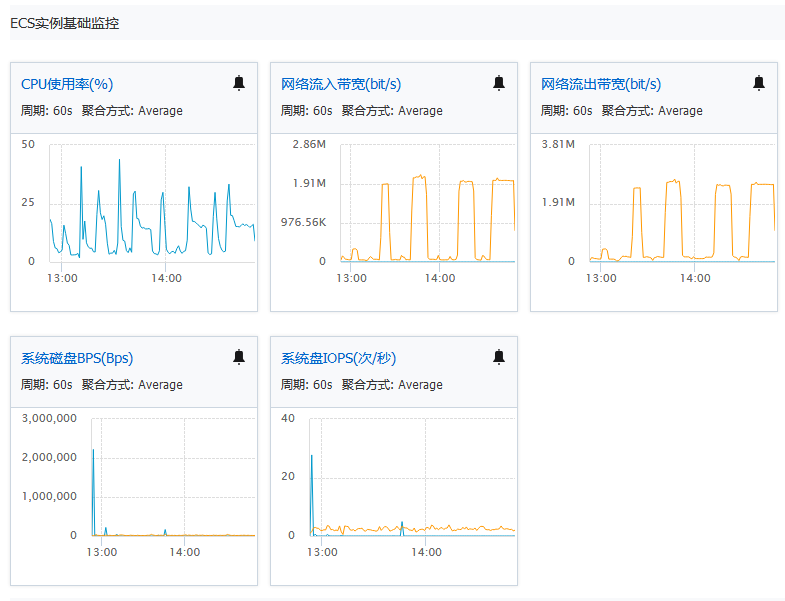 ECS实例基础监控
CPU使用率(%)
周期: 60s 聚合方式: Average
50
25
0
13:00
14:00
网络流入带宽(bit/s)
周期: 60s 聚合方式: Average
2.86M
1.91M
976.56K
0
13:00
14:00
网络流出带宽(bit/s)
周期: 60s 聚合方式: Average
3.81M
1.91M
0
13:00
14:00
系统磁盘BPS(Bps)
周期: 60s 聚合方式: Average
3,000,000
2,000,000
1,000,000
0
13:00
14:00
系统盘IOPS(次/秒)
周期: 60s 聚合方式: Average
40
20
0
13:00
14:00